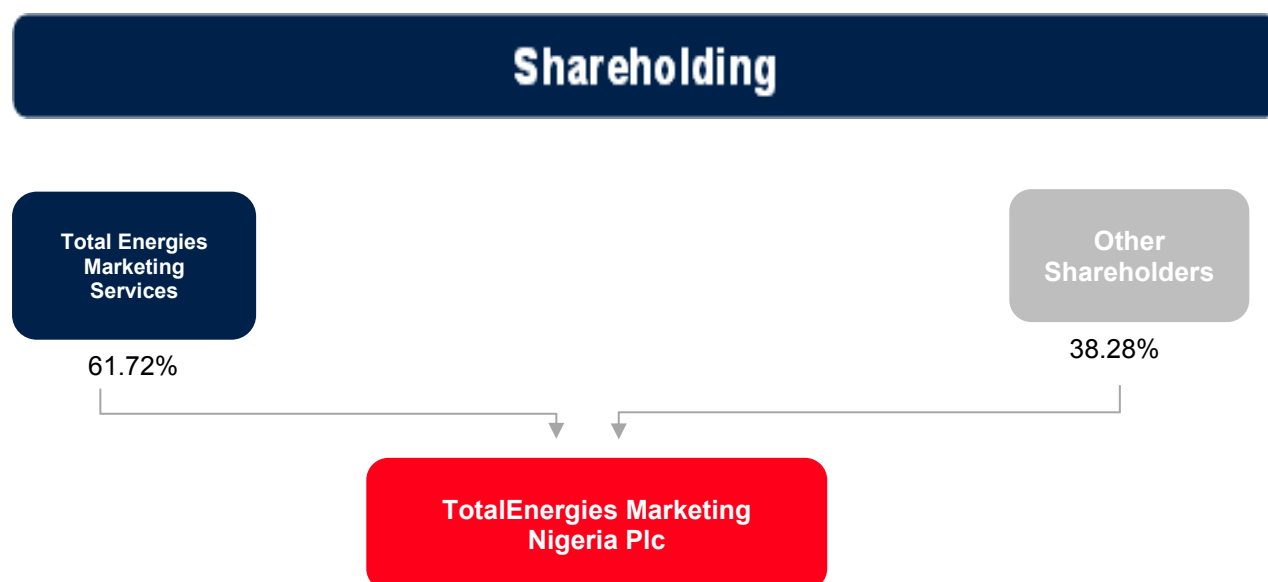 Shareholding
Total Energies
Marketing
Services
61.72%
Other
Shareholders
38.28%
TotalEnergies Marketing
Nigeria Plc